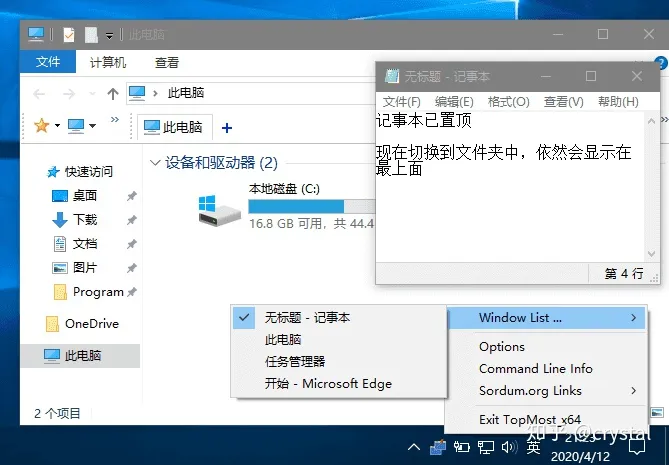 此电脑
文件 计算机 查看
此电脑
此电脑
快速访问
桌面
下载
文档
图片
Program
OneDrive
此电脑
设备和驱动器 (2)
本地磁盘 (C:)
16.8 GB 可用，共 44.4
2 个项目
无标题 - 记事本
文件(F) 编辑(E) 格式(O) 查看(V) 帮助(H)
记事本已置顶
现在切换到文件夹中，依然会显示在
最上面
第 4 行
无标题 - 记事本
此电脑
任务管理器
开始 - Microsoft Edge
Window List ...
Options
Command Line Info
Sordum.org Links
Exit TopMost_x64
知乎 @crystal
英
2020/4/12